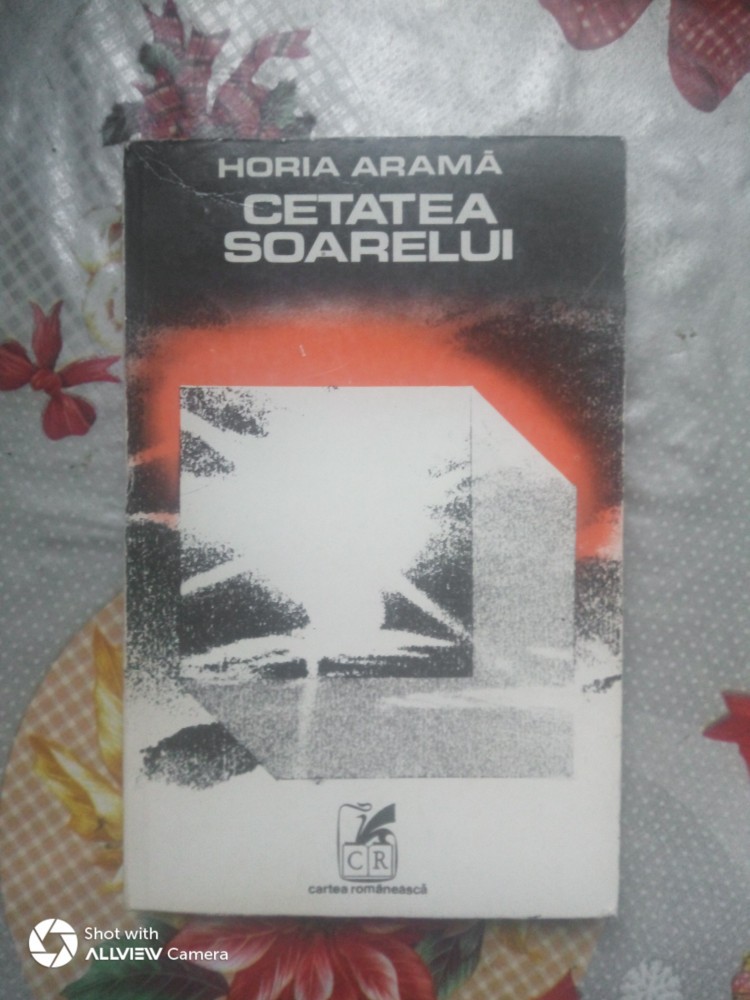 HORIA ARAMĂ
CETATEA
SOARELUI
CR
cartea românească
Shot with
ALLVIEW Camera